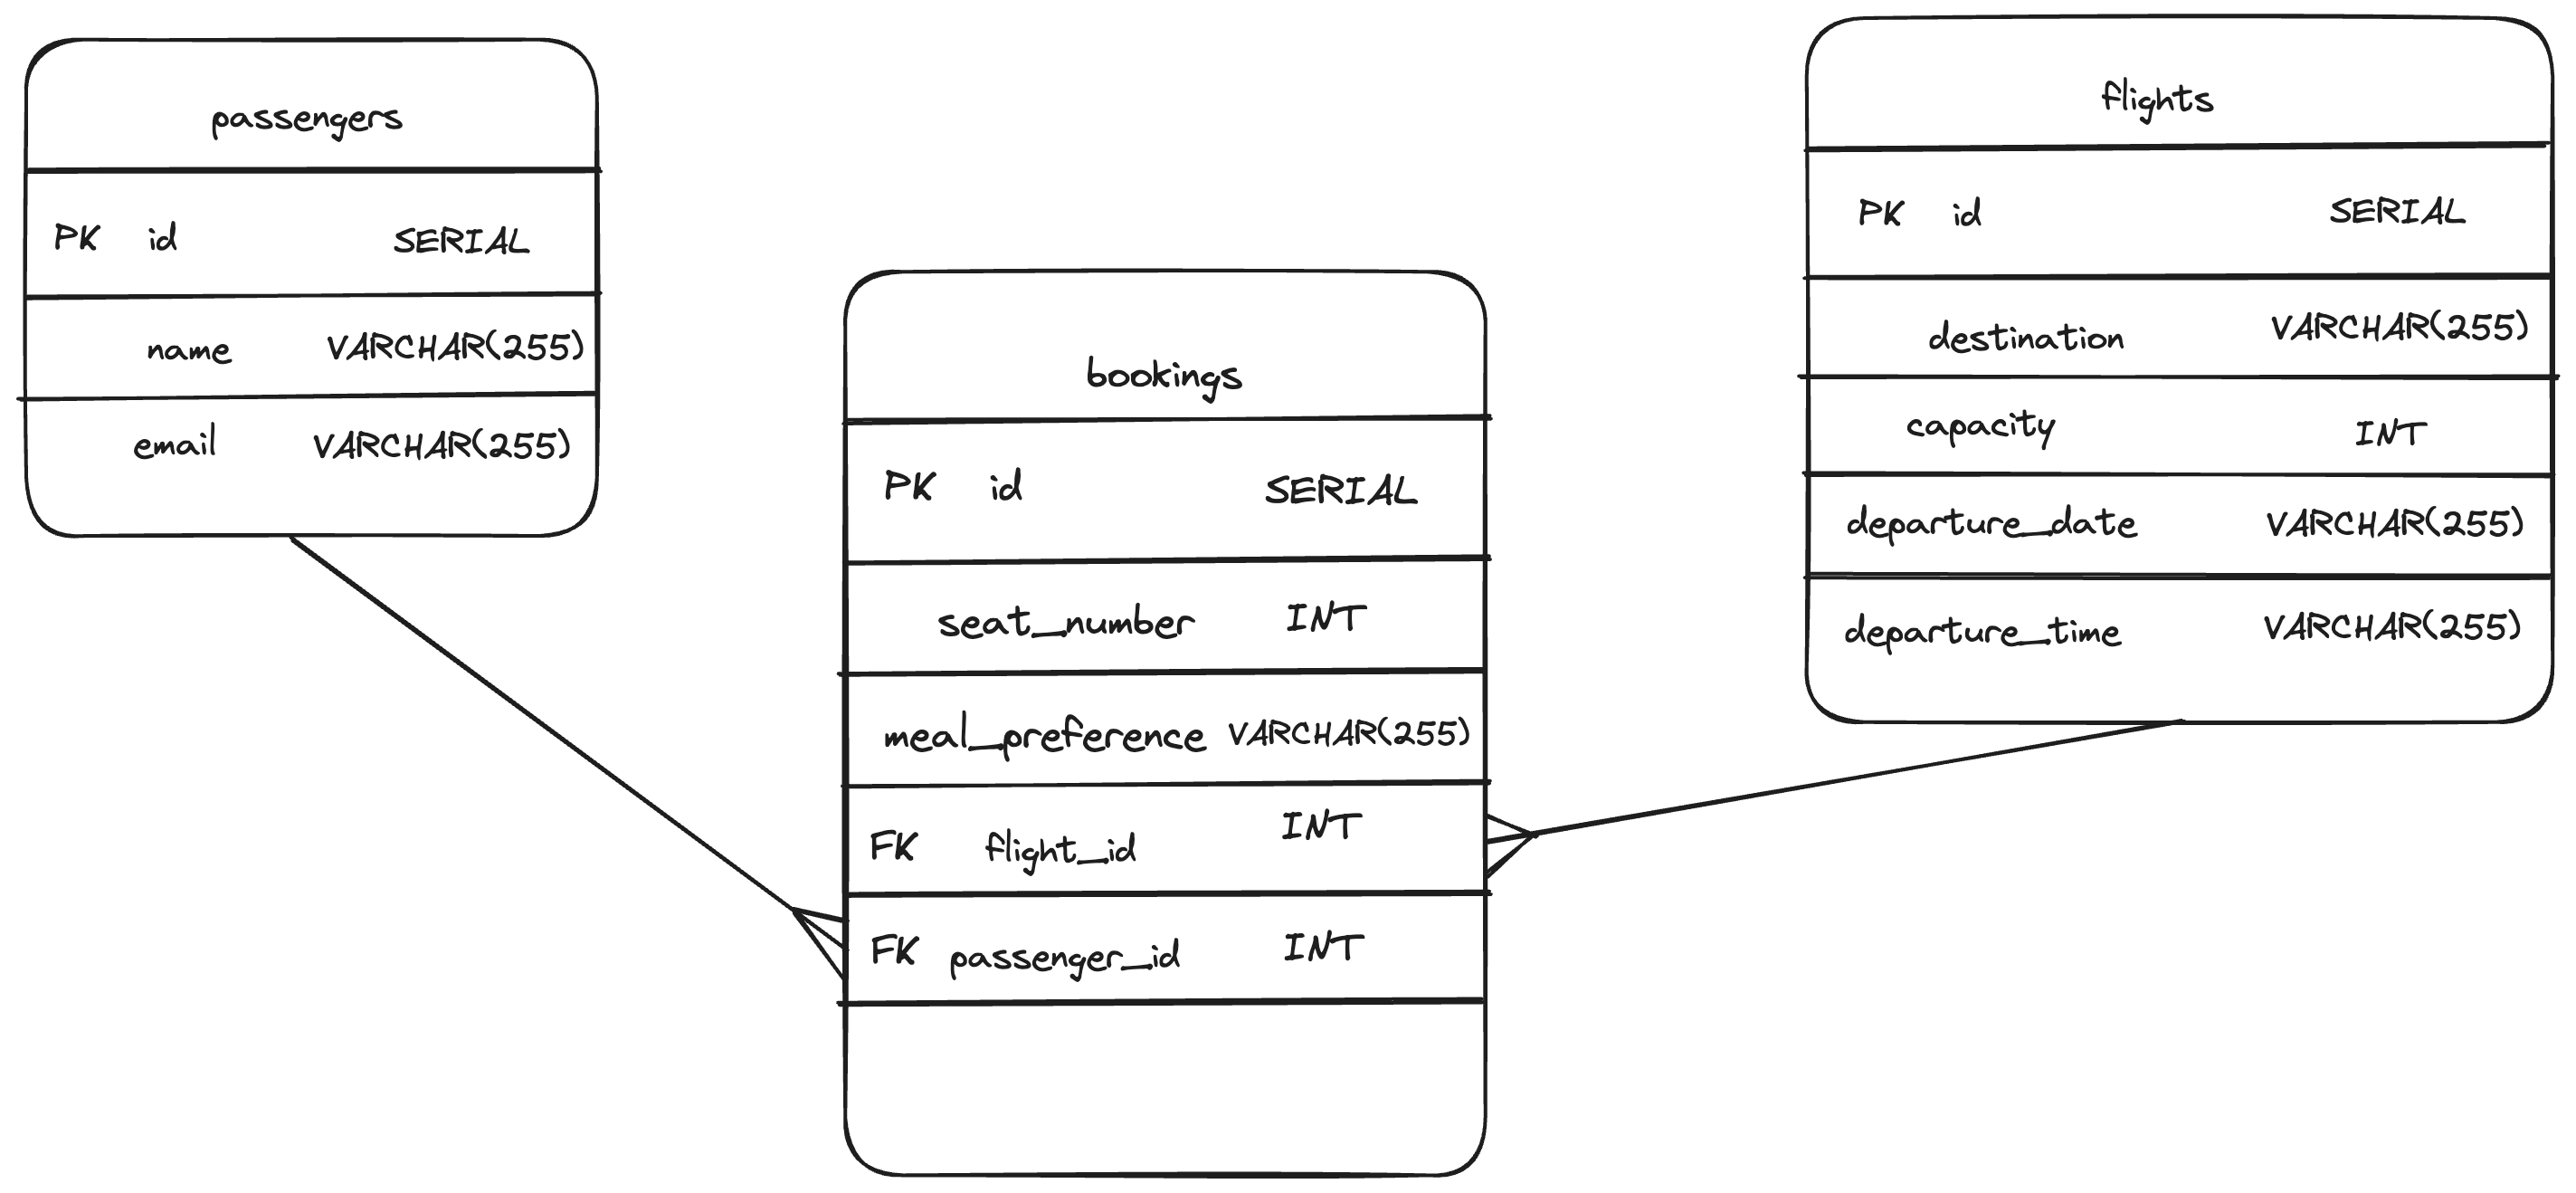 passengers
PK id SERIAL
name VARCHAR(255)
email VARCHAR(255)
bookings
PK id SERIAL
seat_number INT
meal_preference VARCHAR(255)
FK flight_id INT
FK passenger_id INT
flights
PK id SERIAL
destination VARCHAR(255)
capacity INT
departure_date VARCHAR(255)
departure_time VARCHAR(255)